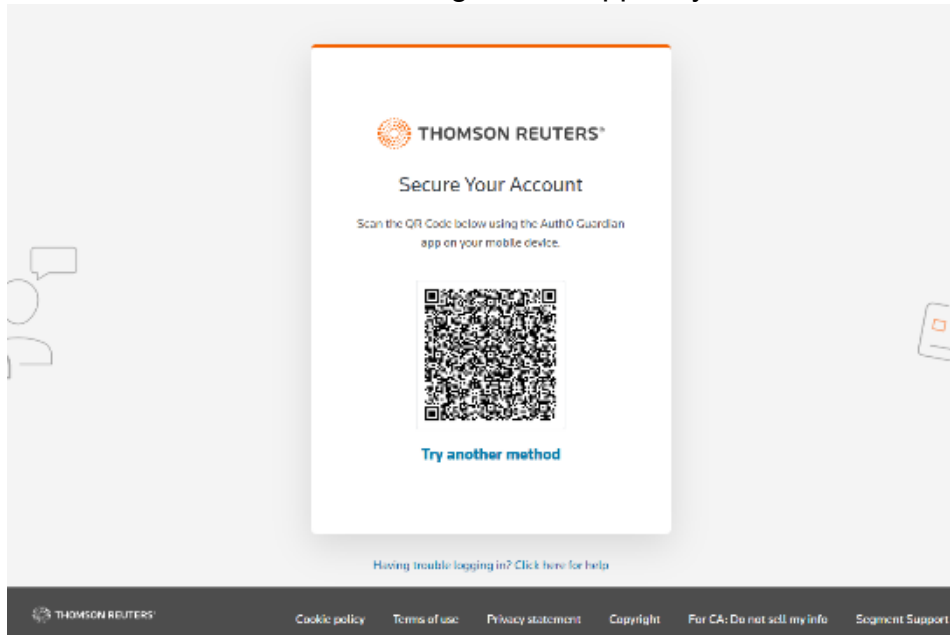 THOMSON REUTERS®
Secure Your Account
Scan the QR Code below using the Auth0 Guardian
app on your mobile device.
Try another method
Having trouble logging in? Click here for help
THOMSON REUTERS®
Cookie policy Terms of use Privacy statement Copyright For CA: Do not sell my info Segment Support